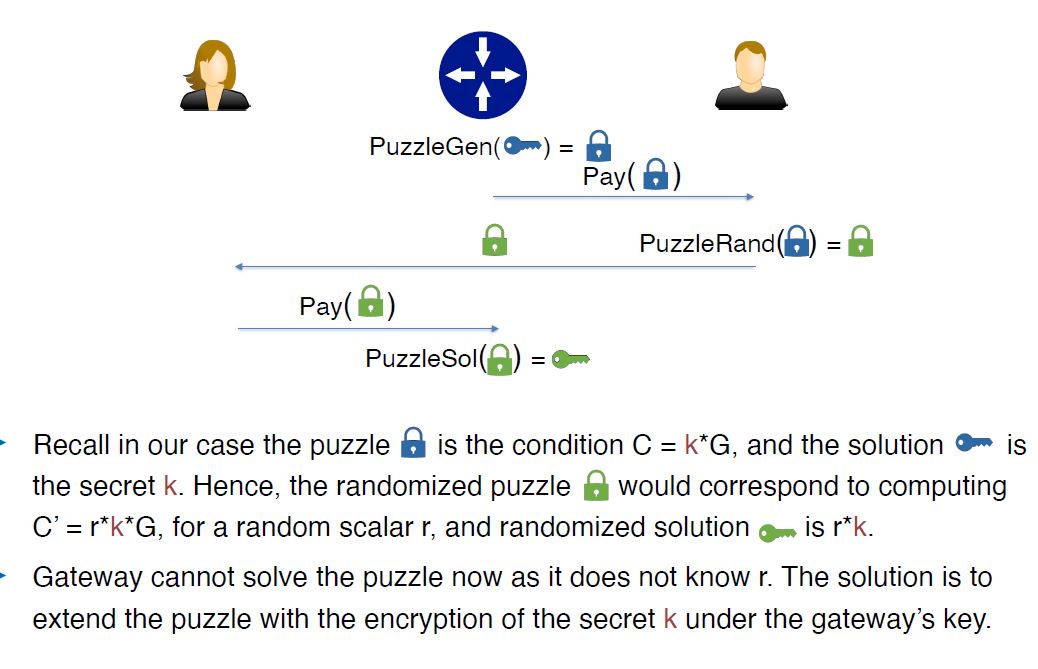 PuzzleGen( ) =
Pay( )
PuzzleRand( ) =
Pay( )
PuzzleSol( ) =
Recall in our case the puzzle is the condition C = k*G, and the solution is
the secret k. Hence, the randomized puzzle would correspond to computing
C’ = r*k*G, for a random scalar r, and randomized solution is r*k.
Gateway cannot solve the puzzle now as it does not know r. The solution is to
extend the puzzle with the encryption of the secret k under the gateway’s key.